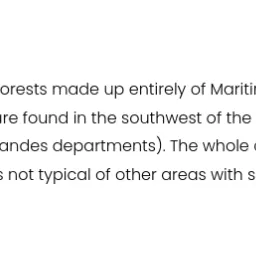 orests made up entirely of Mariti
are found in the southwest of the
andes departments). The whole
s not typical of other areas with s